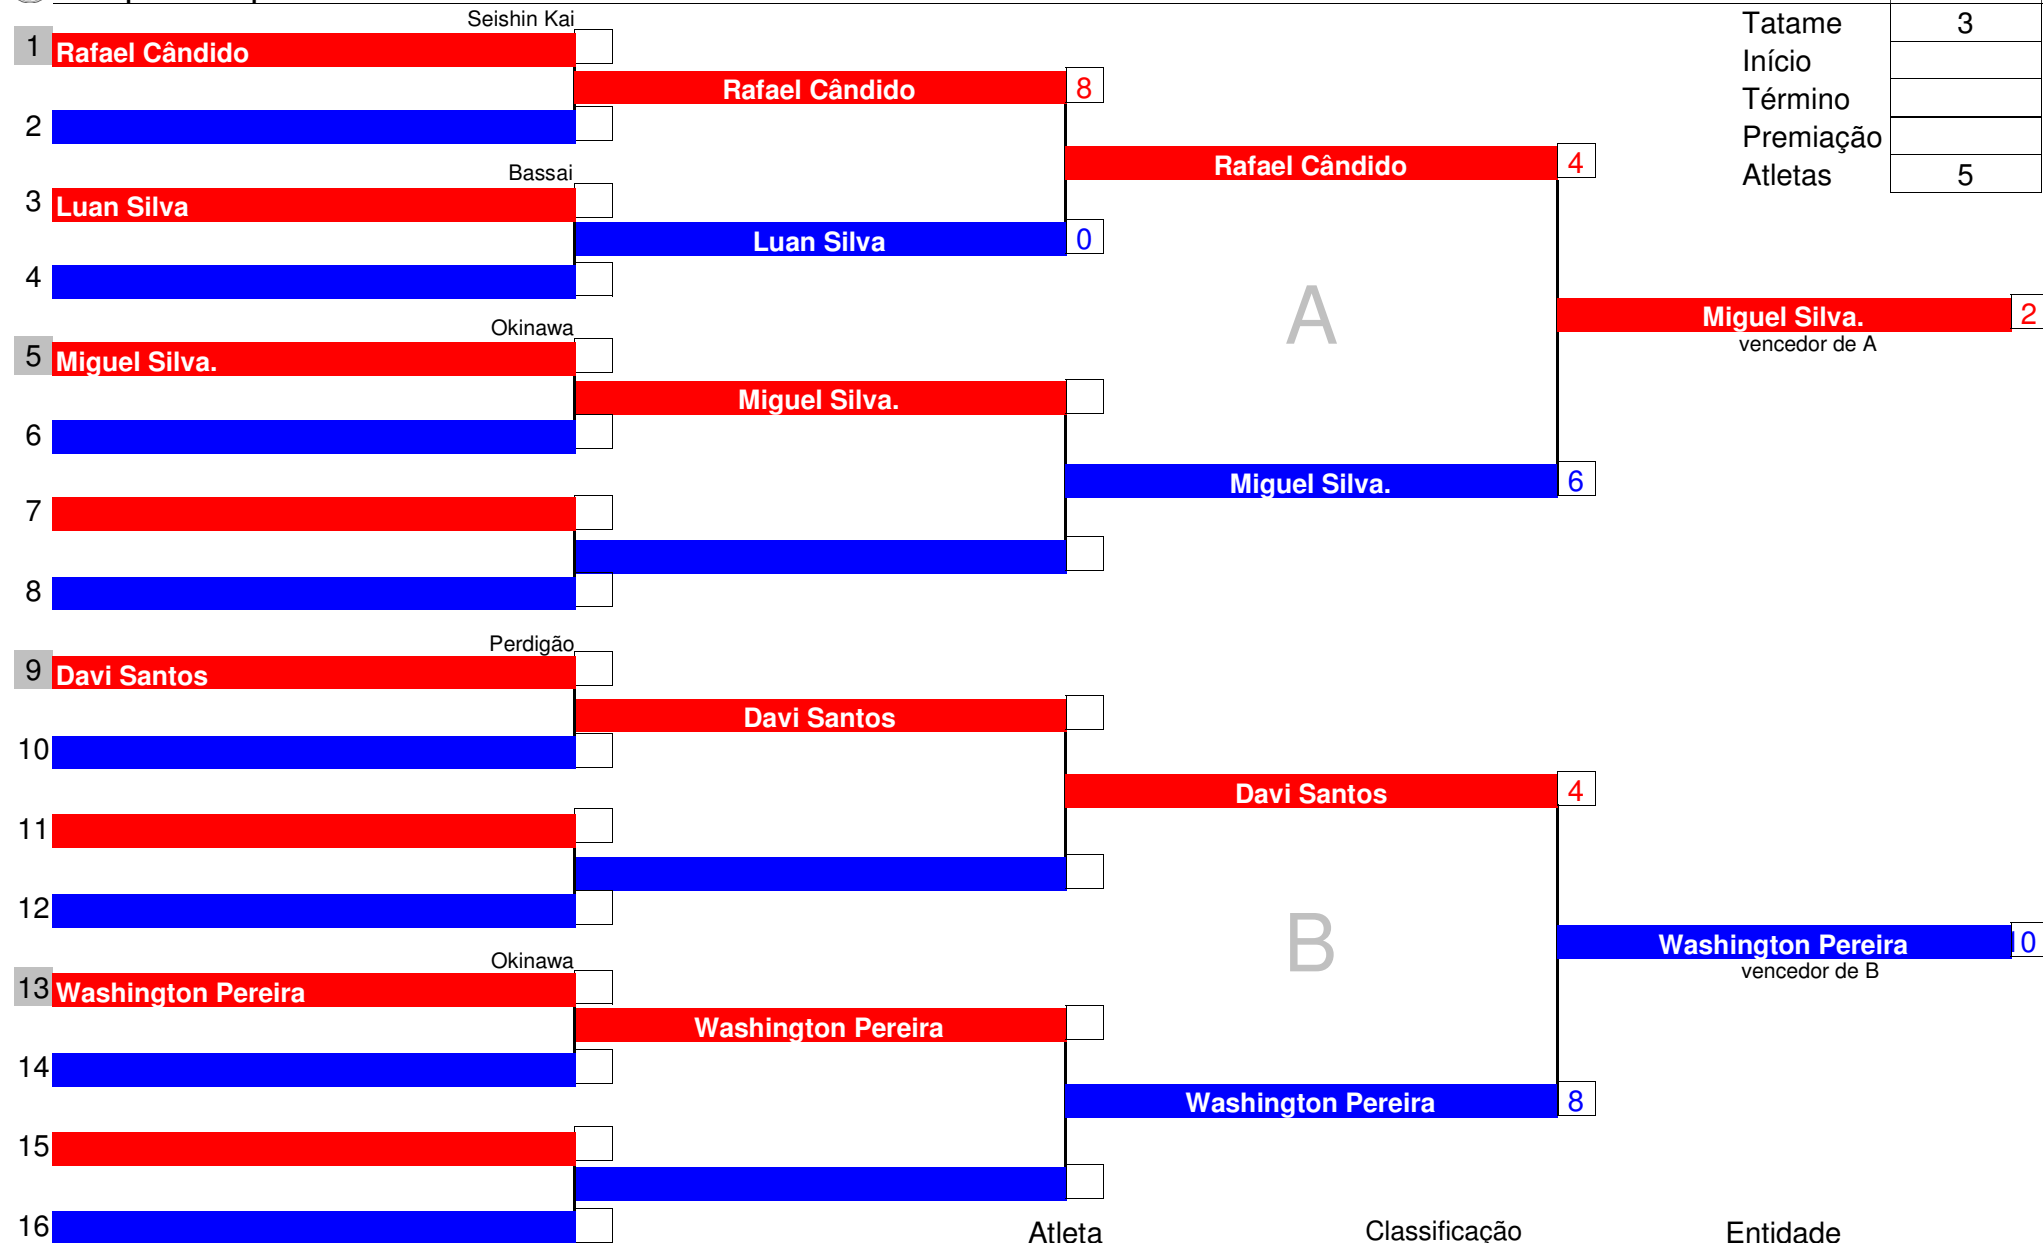 Seishin Kai
Tatame 3
1 Rafael Cândido
Início
Rafael Cândido 8
Término
2
Premiação
Bassai
Rafael Cândido 4
Atletas 5
3 Luan Silva
Luan Silva 0
4
A
Okinawa
Miguel Silva. 2
vencedor de A
5 Miguel Silva.
Miguel Silva.
6
Miguel Silva. 6
7
8
Perdigão
9 Davi Santos
Davi Santos
10
Davi Santos 4
11
12
B
Okinawa
Washington Pereira 0
vencedor de B
13 Washington Pereira
Washington Pereira
14
Washington Pereira 8
15
16
Atleta Classificação Entidade